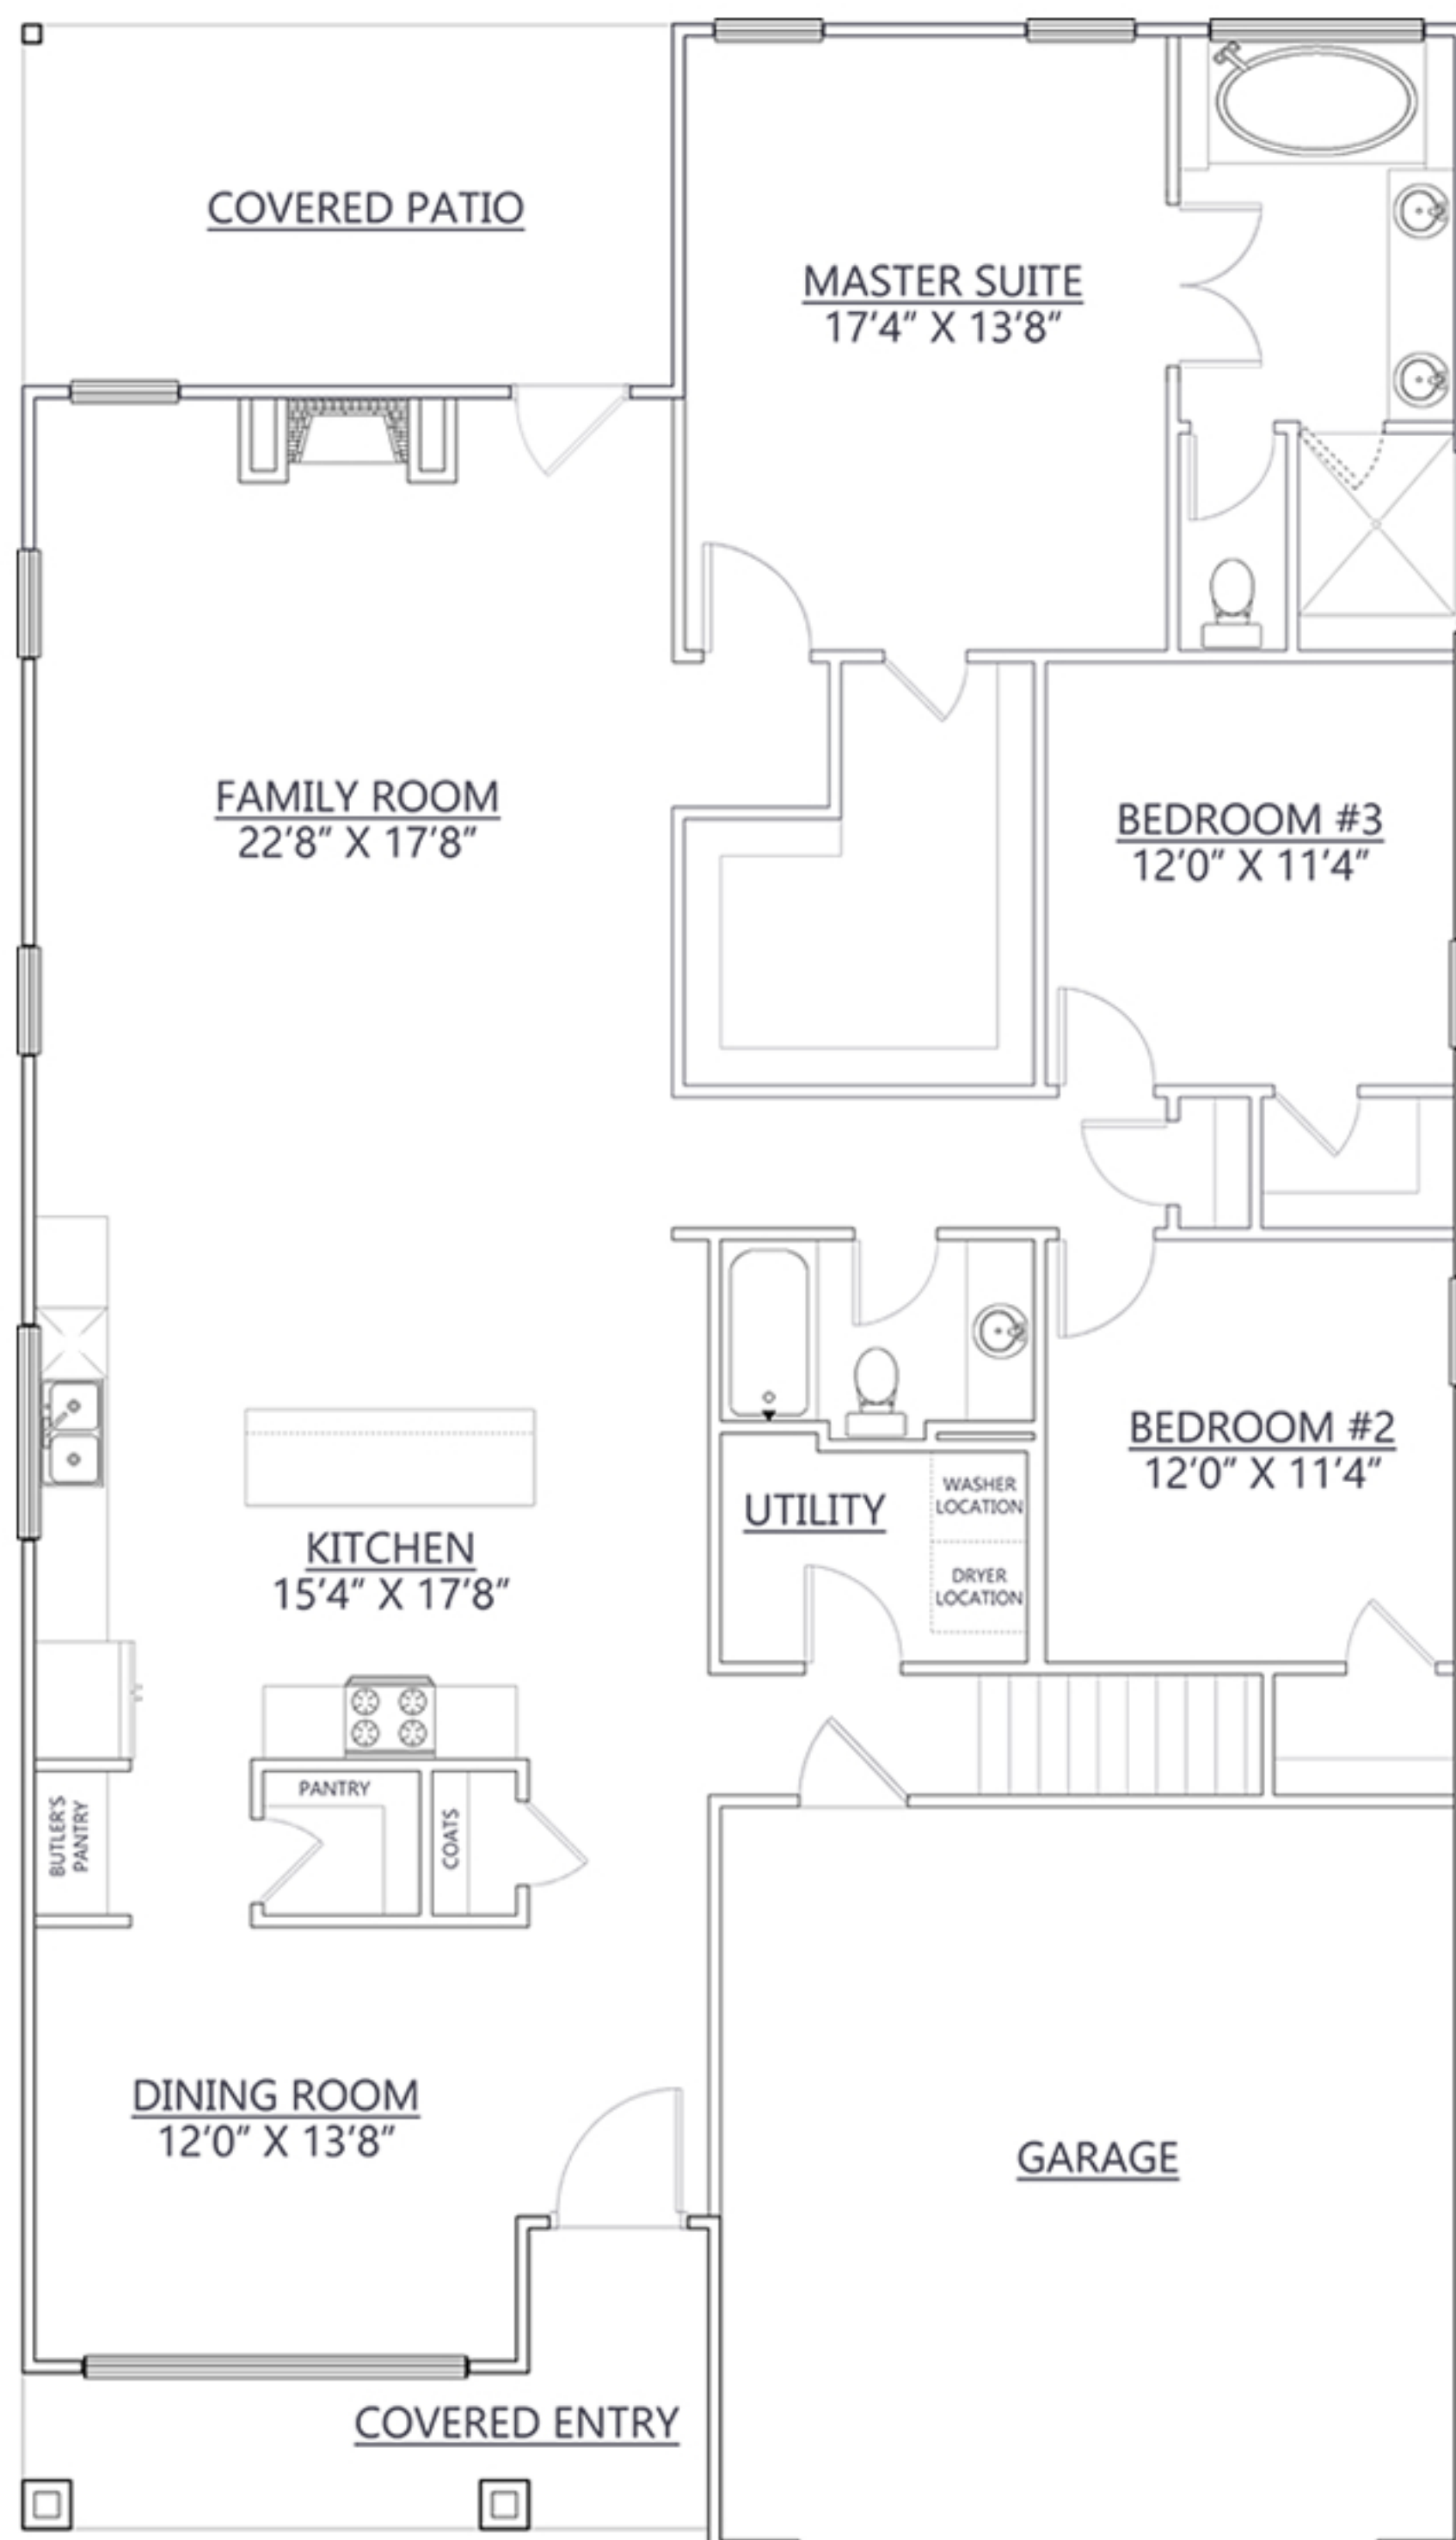 COVERED PATIO
MASTER SUITE
17'4" X 13'8"
FAMILY ROOM
22'8" X 17'8"
BEDROOM #3
12'0" X 11'4"
BEDROOM #2
12'0" X 11'4"
WASHER
LOCATION
UTILITY
DRYER
LOCATION
KITCHEN
15'4" X 17'8"
PANTRY
BUTLER'S
PANTRY
COATS
DINING ROOM
12'0" X 13'8"
GARAGE
COVERED ENTRY